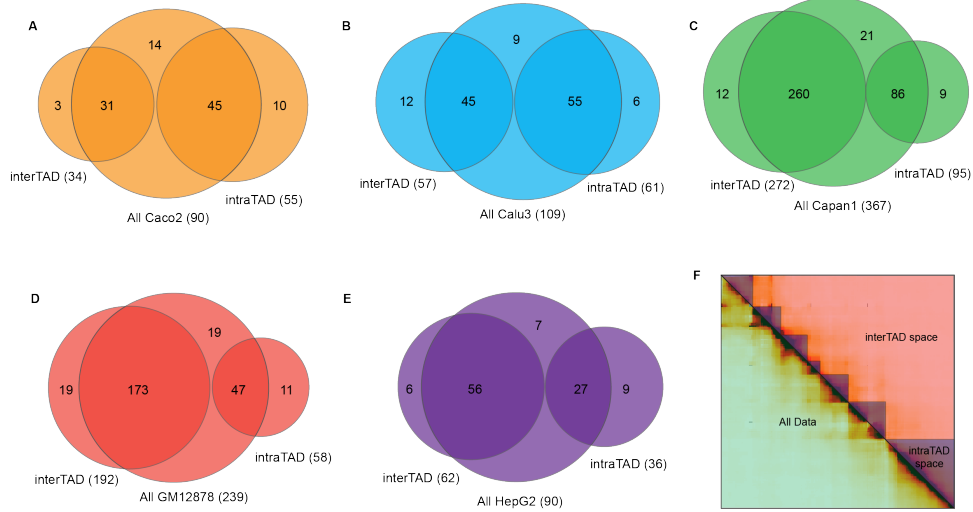 A
14
3
31
45
10
interTAD (34)
intraTAD (55)
All Caco2 (90)
B
9
12
45
55
6
interTAD (57)
intraTAD (61)
All Calu3 (109)
C
21
12
260
86
9
interTAD (272)
intraTAD (95)
All Capan1 (367)
D
19
19
173
47
11
interTAD (192)
intraTAD (58)
All GM12878 (239)
E
7
6
56
27
9
interTAD (62)
intraTAD (36)
All HepG2 (90)
F
interTAD space
All Data
intraTAD
space